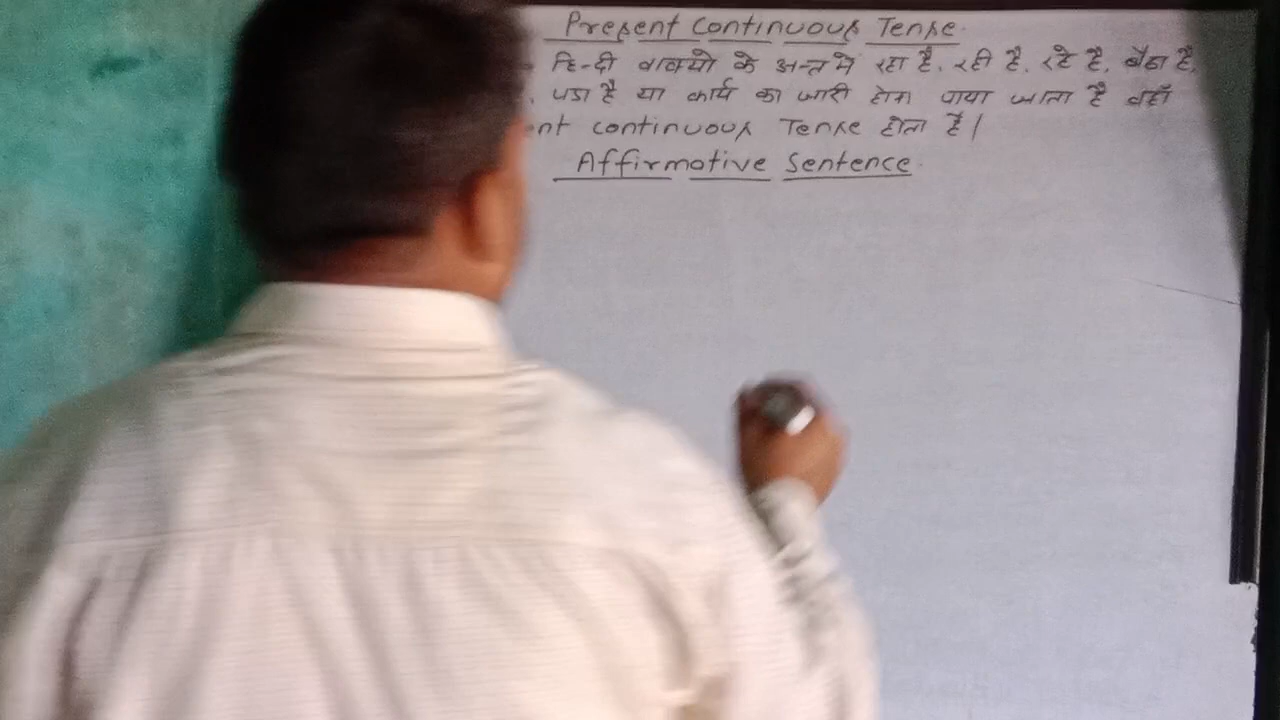 Present Continuous Tense.
हिन्दी वाक्यो के अन्त मे रहा है, रही है, रहे है, बैठा है,
पडा है या कार्य का जारी होना पाया जाता है वहाँ
nt continuous Tense होता है।
Affirmative Sentence.